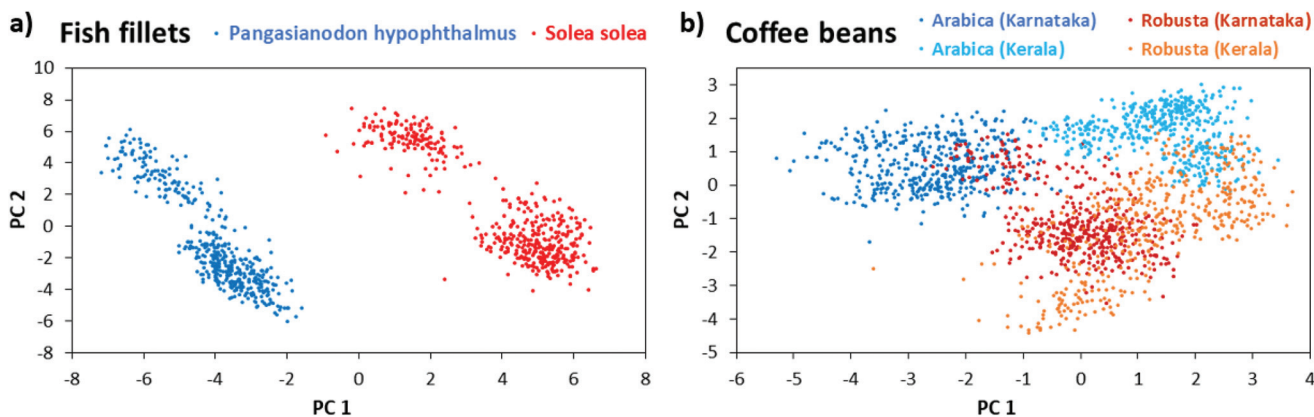 a) Fish fillets • Pangasianodon hypophthalmus • Solea solea
10
8
6
4
2
0
-2
-4
-6
-8
PC 2
-8 -6 -4 -2 0 2 4 6 8
PC 1
b) Coffee beans • Arabica (Karnataka) • Robusta (Karnataka)
• Arabica (Kerala) • Robusta (Kerala)
3
2
1
0
-1
-2
-3
-4
-5
PC 2
-6 -5 -4 -3 -2 -1 0 1 2 3 4
PC 1